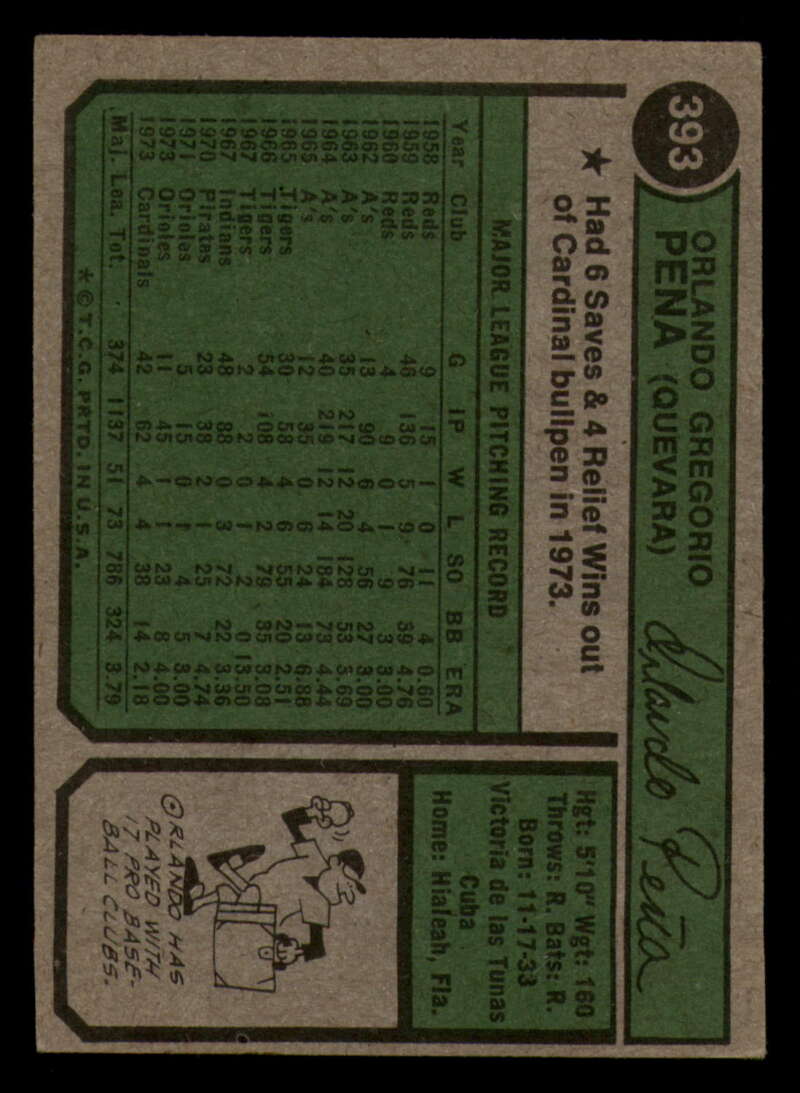 393
ORLANDO GREGORIO
PENA (QUEVARA)
Orlando Peña
★ Had 6 Saves & 4 Relief Wins out
of Cardinal bullpen in 1973.
MAJOR LEAGUE PITCHING RECORD
Year Club G IP W L SO BB ERA
1958 Reds 9 15 1 0 11 4 0.60
1959 Reds 46 136 5 9 76 39 4.76
1960 Reds 4 9 0 1 9 3 3.00
1962 A's 13 90 6 4 56 27 3.00
1963 A's 35 217 12 20 128 53 3.69
1964 A's 40 219 12 14 184 73 4.44
1965 A's 12 35 0 6 24 13 6.88
1965 Tigers 30 58 4 6 55 20 2.51
1966 Tigers 54 108 4 2 79 35 3.08
1967 Tigers 2 2 0 1 2 0 13.50
1967 Indians 48 88 0 3 72 22 3.36
1970 Pirates 23 38 2 1 25 7 4.74
1971 Orioles 5 15 0 1 4 5 3.00
1973 Orioles 11 45 1 1 23 8 4.00
1973 Cardinals 42 62 4 4 38 14 2.18
Maj. Lea. Tot. 374 1137 51 73 786 324 3.79
★ © T.C.G. PRTD. IN U.S.A.
Hgt: 5'10" Wgt: 160
Throws: R. Bats: R.
Born: 11-17-33
Victoria de las Tunas
Cuba
Home: Hialeah, Fla.
ORLANDO HAS
PLAYED WITH
17 PRO BASE-
BALL CLUBS.